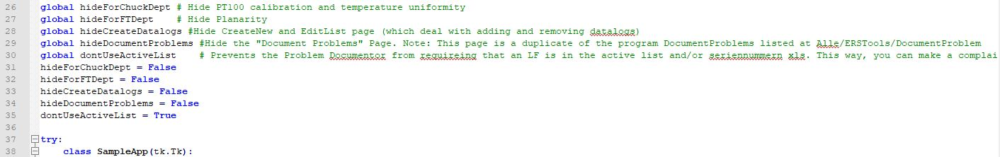 26 global hideForChuckDept # Hide PT100 calibration and temperature uniformity
27 global hideForFTDept # Hide Planarity
28 global hideCreateDatalogs #Hide CreateNew and EditList page (which deal with adding and removing datalogs)
29 global hideDocumentProblems #Hide the "Document Problems" Page. Note: This page is a duplicate of the program DocumentProblems listed at Alle/ERSTools/DocumentProblem
30 global dontUseActiveList # Prevents the Problem Documentor from requireing that an LF is in the active list and/or seriennummern xls. This way, you can make a complai
31 hideForChuckDept = False
32 hideForFTDept = False
33 hideCreateDatalogs = False
34 hideDocumentProblems = False
35 dontUseActiveList = True
36
37 try:
38 class SampleApp(tk.Tk):